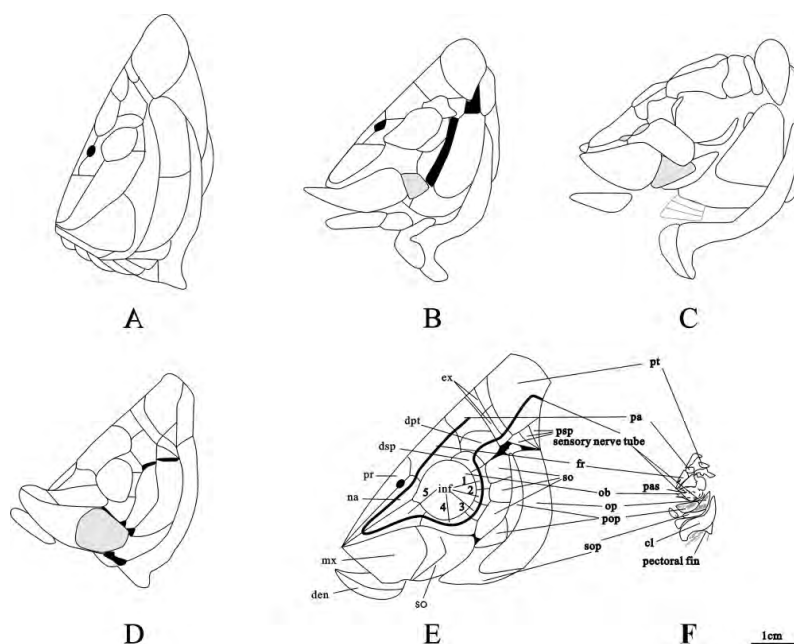 A
B
C
D
E
F
ex
dpt
dsp
pr
na
mx
den
so
inf
1
2
3
4
5
pt
pa
psp
sensory nerve tube
fr
so
ob
pas
op
pop
sop
cl
pectoral fin
1cm